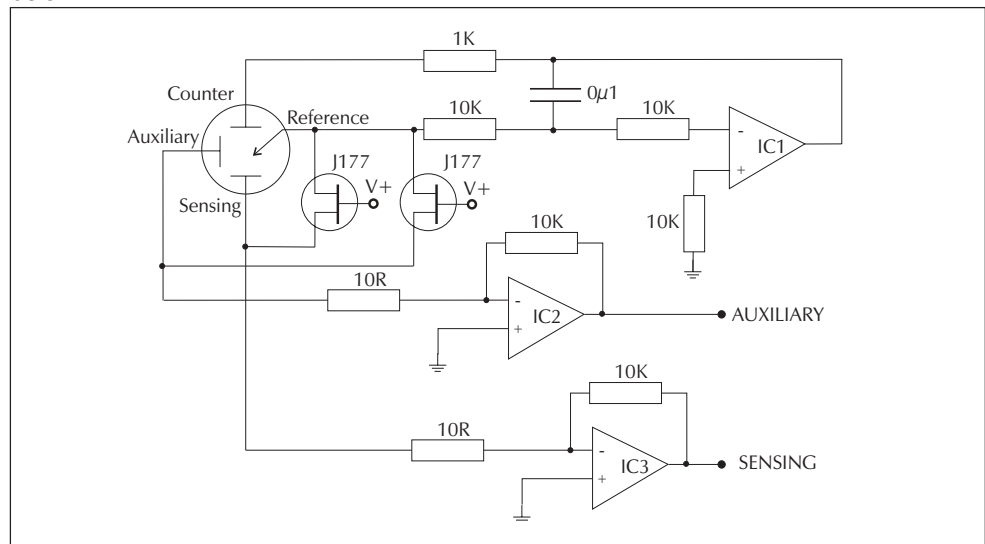 1K
Counter
0µ1
Reference
10K
10K
Auxiliary
-
IC1
J177
J177
+
V+
V+
Sensing
10K
10K
10R
-
IC2
AUXILIARY
+
10K
10R
-
IC3
SENSING
+